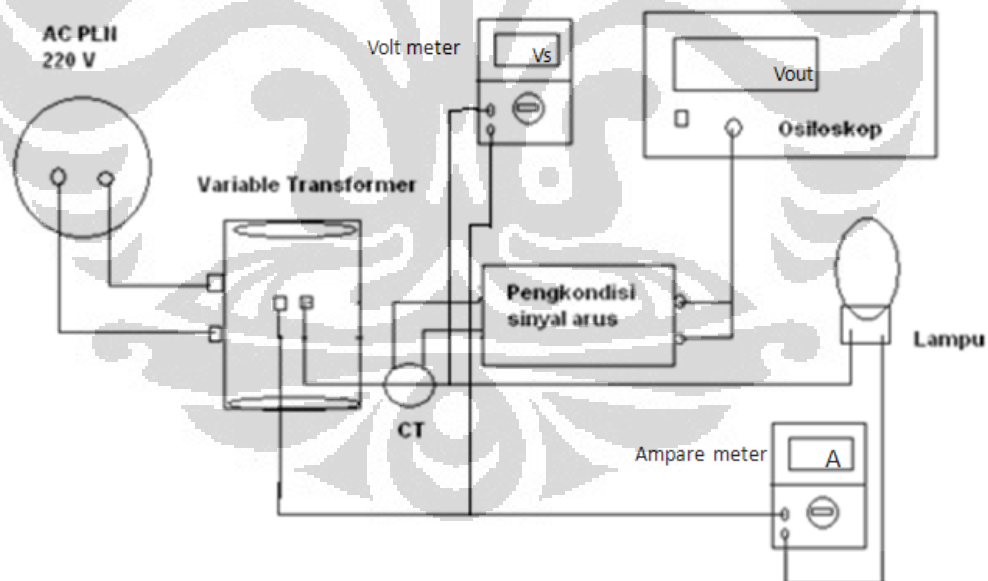 AC PLN
220 V
Volt meter
Vs
Vout
Osiloskop
Variable Transformer
Pengkondisi
sinyal arus
Lampu
CT
Ampare meter
A